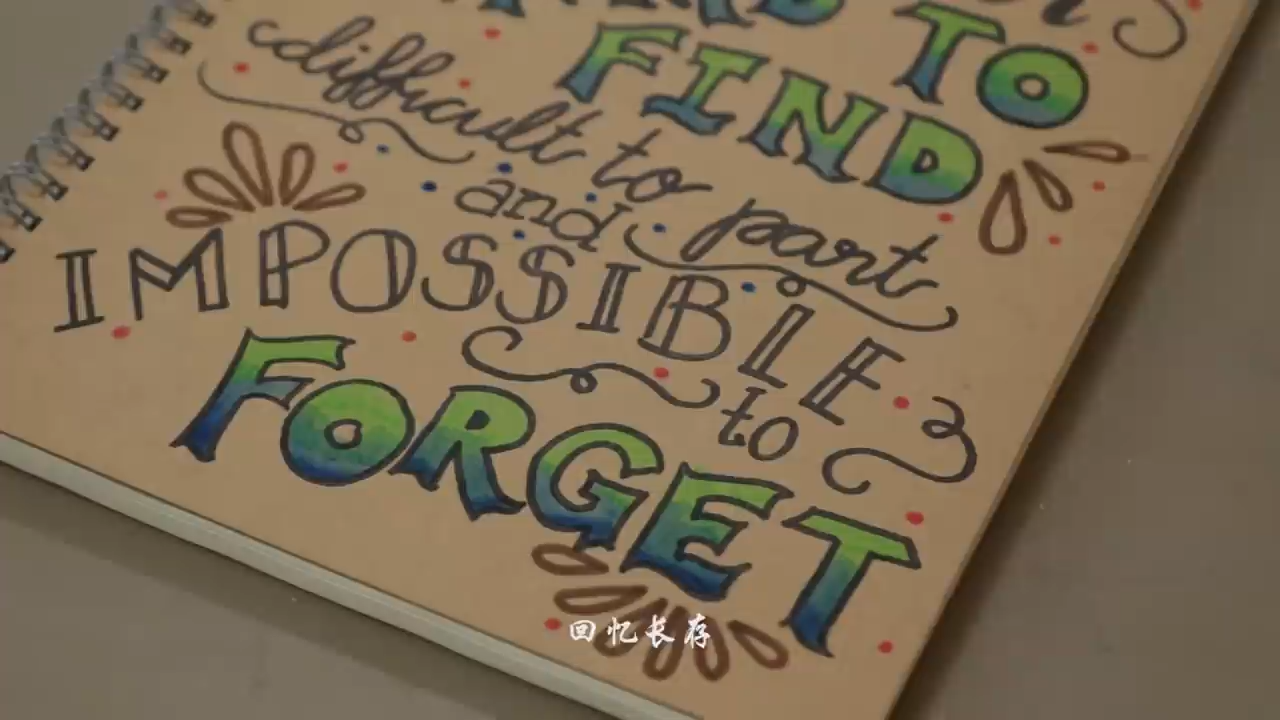 TO
FIND
difficult to part
and
IMPOSSIBLE
to
FORGET
回忆长存